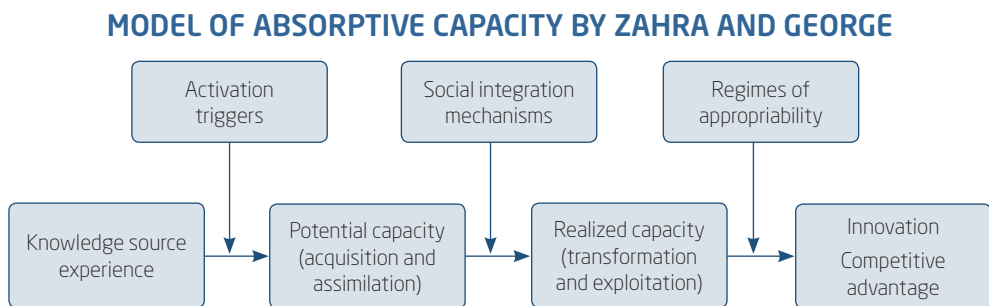 MODEL OF ABSORPTIVE CAPACITY BY ZAHRA AND GEORGE
Activation
triggers
Social integration
mechanisms
Regimes of
appropriability
Knowledge source
experience
Potential capacity
(acquisition and
assimilation)
Realized capacity
(transformation
and exploitation)
Innovation
Competitive
advantage